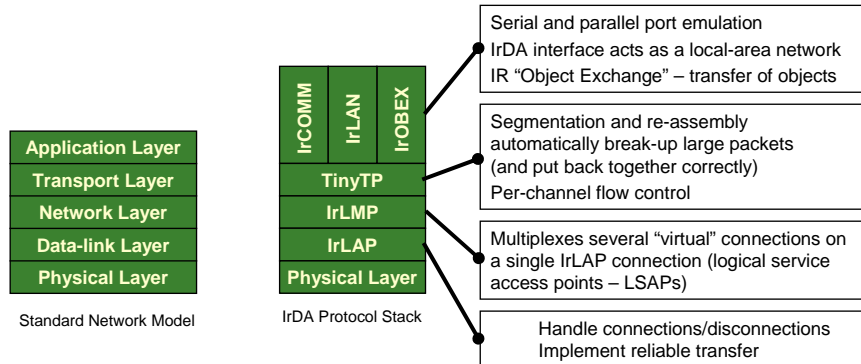 Serial and parallel port emulation
IrDA interface acts as a local-area network
IR “Object Exchange” – transfer of objects
IrCOMM
IrLAN
IrOBEX
Segmentation and re-assembly
automatically break-up large packets
(and put back together correctly)
Per-channel flow control
Application Layer
Transport Layer
Network Layer
Data-link Layer
Physical Layer
Standard Network Model
TinyTP
IrLMP
IrLAP
Physical Layer
IrDA Protocol Stack
Multiplexes several “virtual” connections on
a single IrLAP connection (logical service
access points – LSAPs)
Handle connections/disconnections
Implement reliable transfer